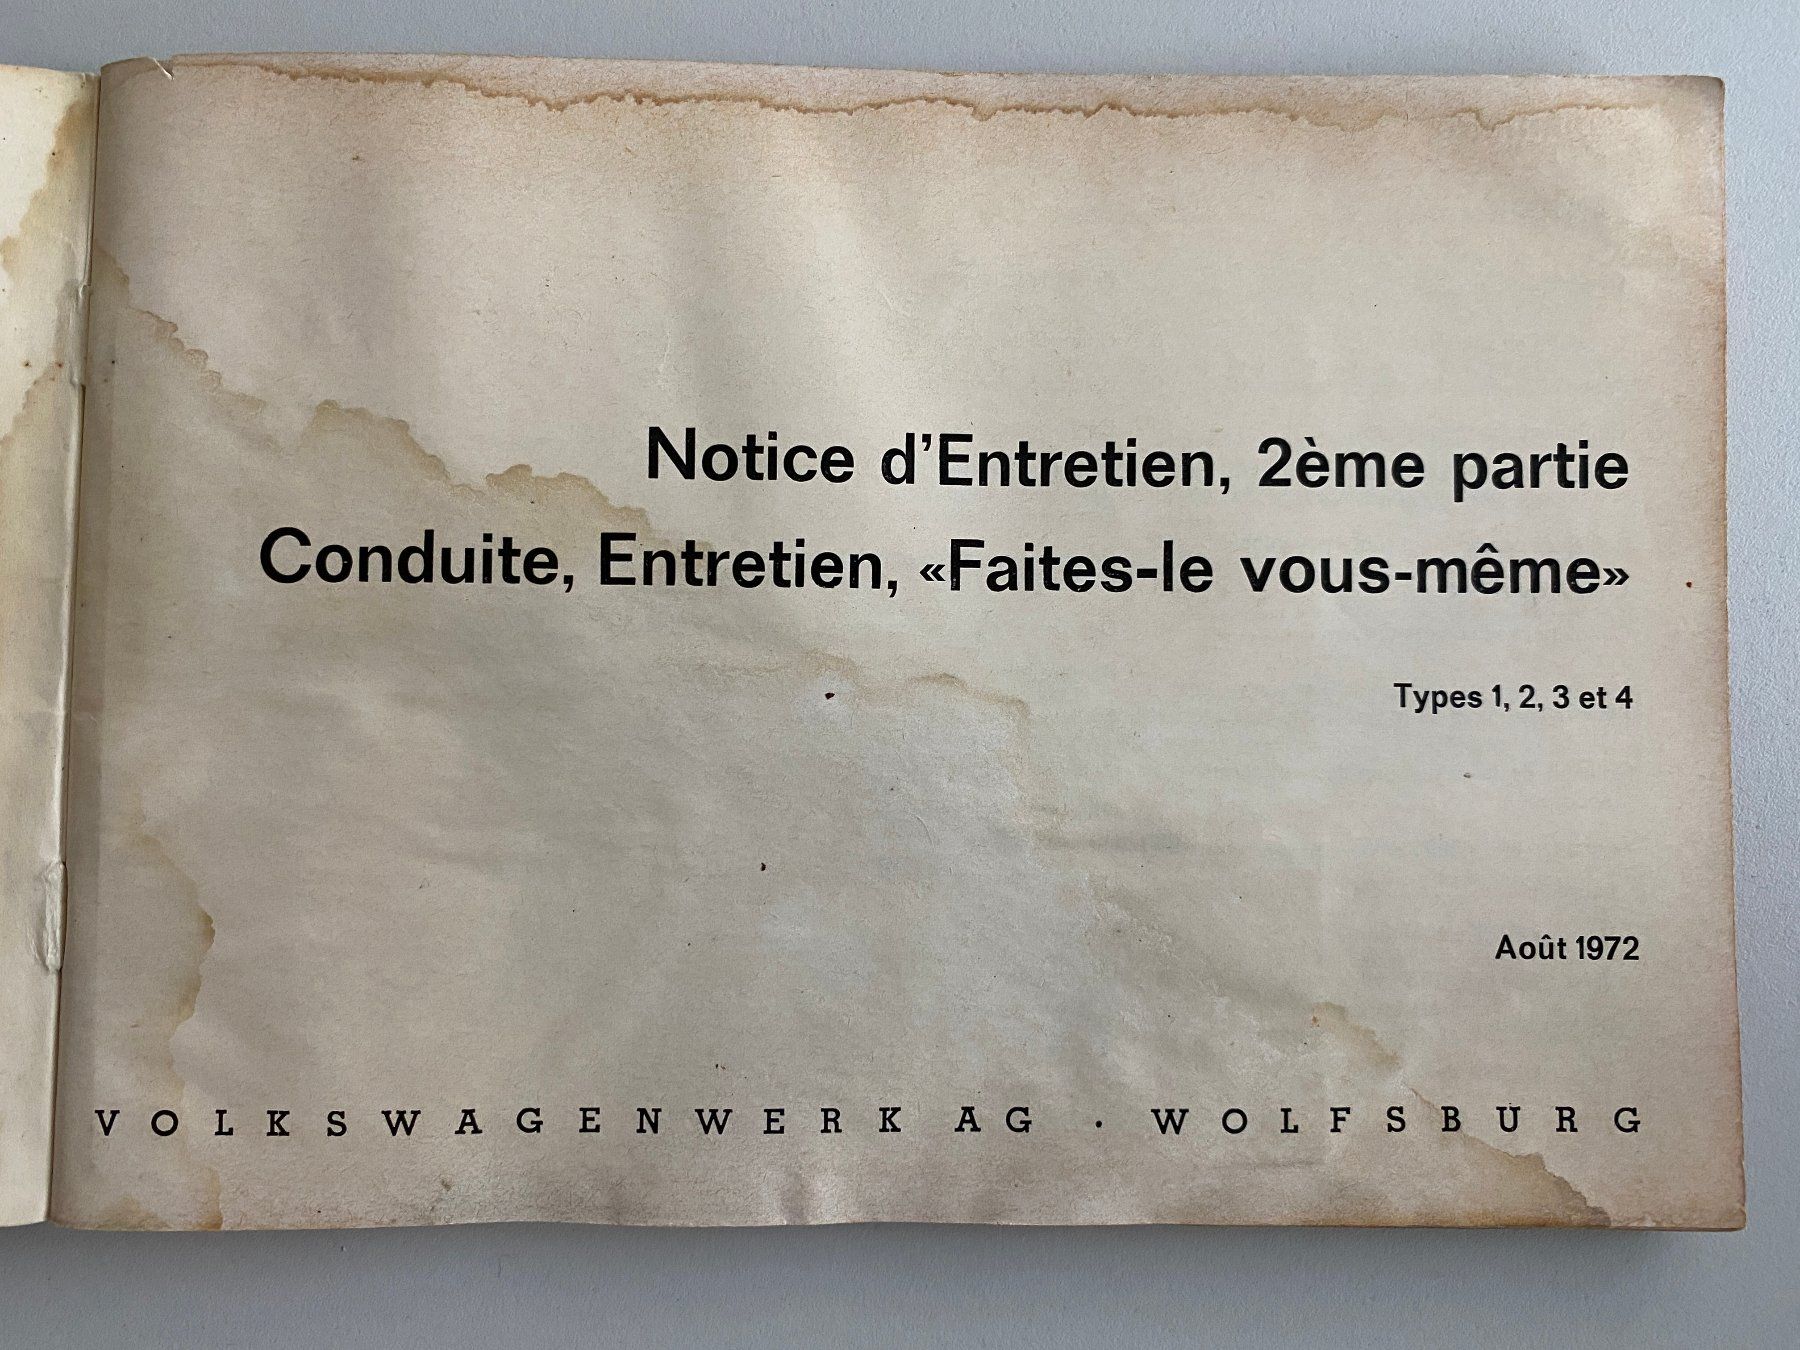 Notice d’Entretien, 2ème partie
Conduite, Entretien, «Faites-le vous-même»
Types 1, 2, 3 et 4
Août 1972
VOLKSWAGENWERK AG · WOLFSBURG